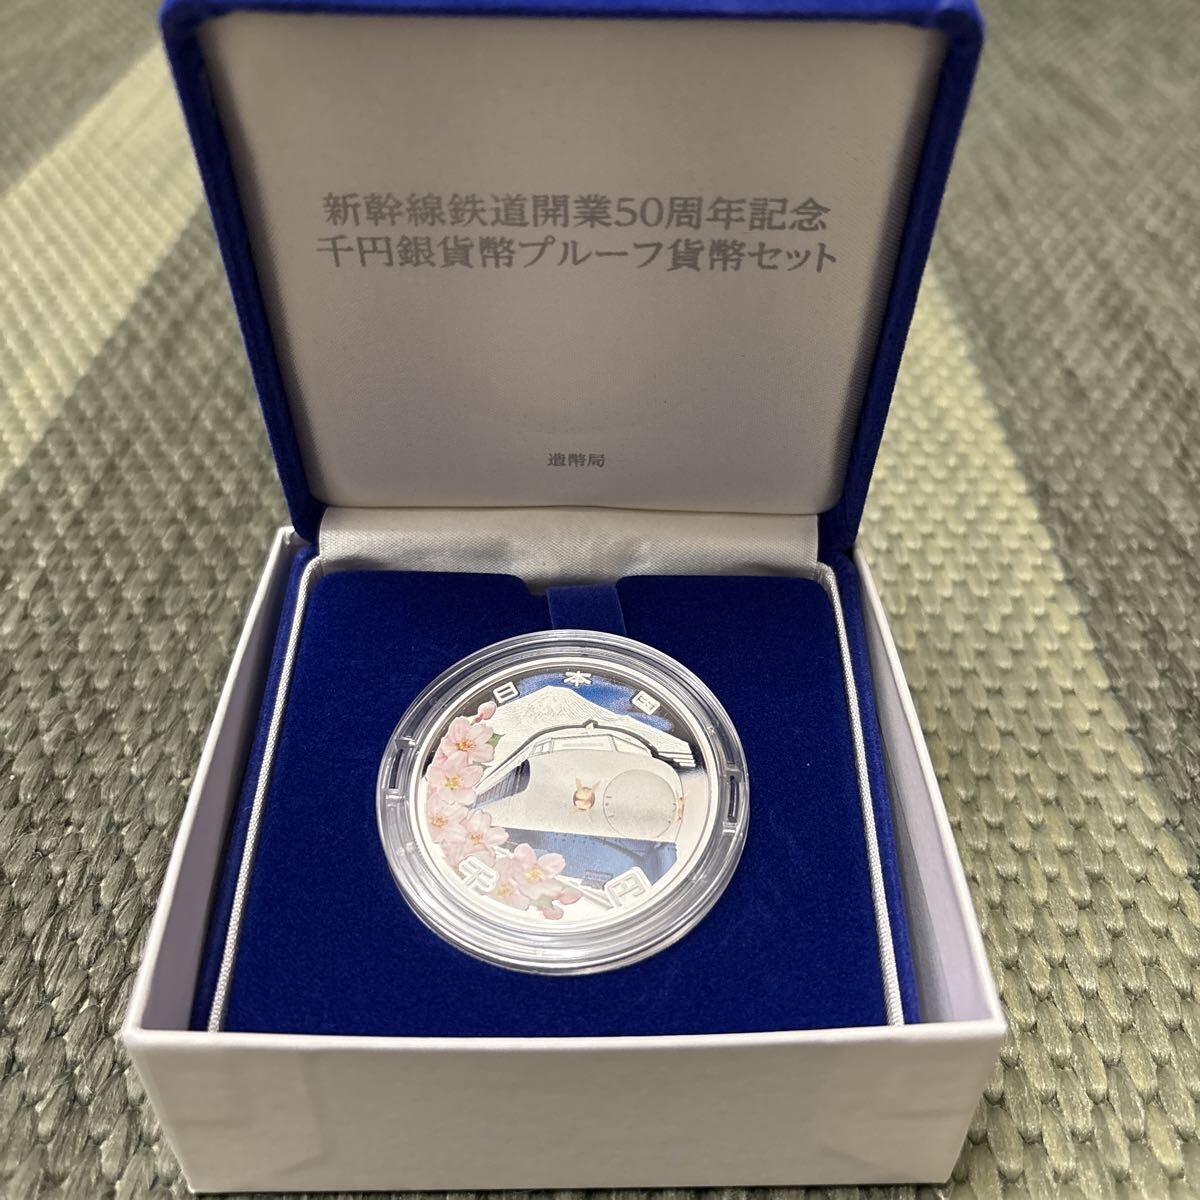 新幹線鉄道開業50周年記念
千円銀貨幣プルーフ貨幣セット
造幣局
日本国
千円